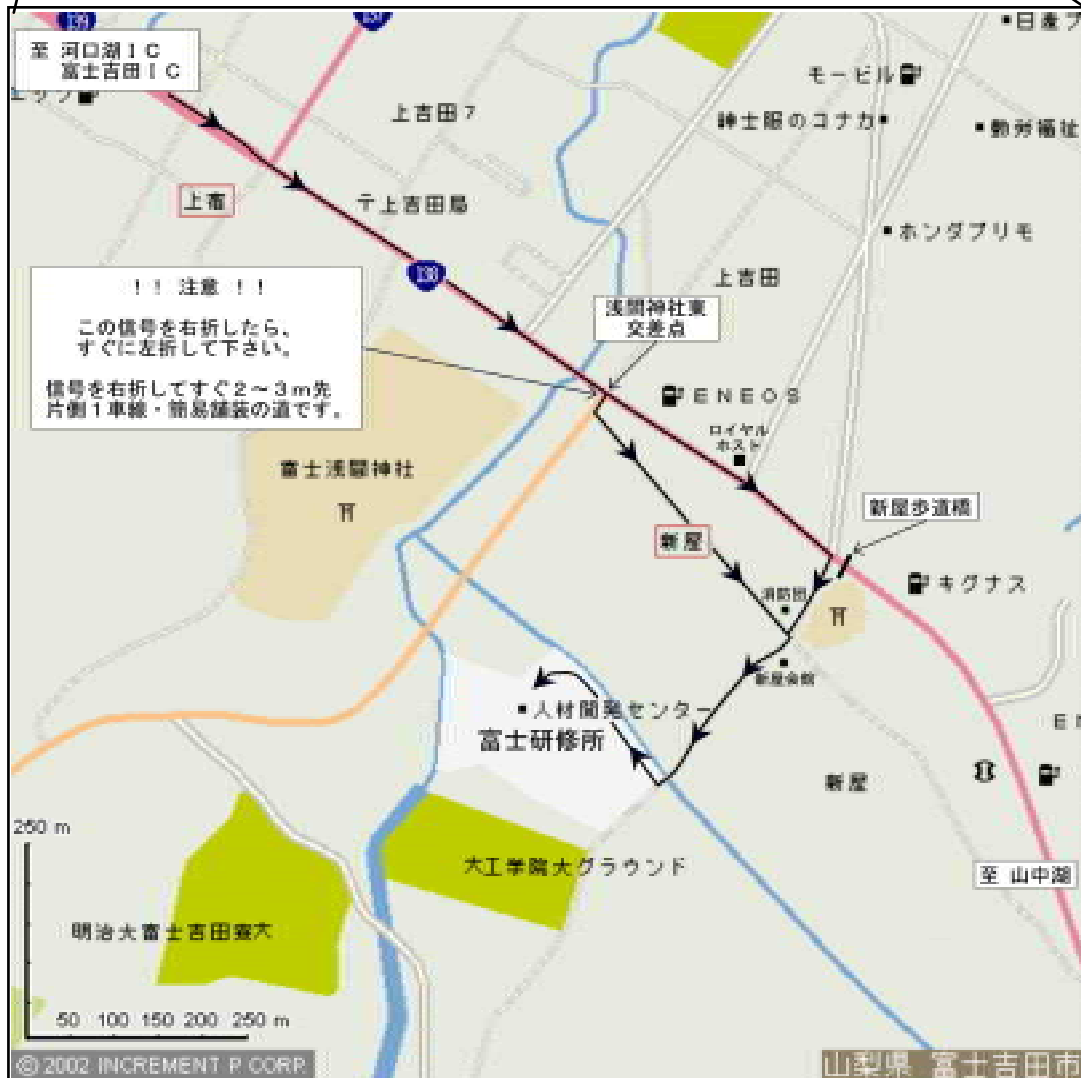 139
137
至 河口湖IC
富士吉田IC
日産プ
モービル
上吉田7
紳士服のコナカ
勤労福祉
上宿
〒上吉田局
ホンダプリモ
138
上吉田
！！ 注意 ！！
この信号を右折したら、
すぐに左折して下さい。
信号を右折してすぐ2～3m先
片側1車線・簡易舗装の道です。
浅間神社東
交差点
ENEOS
ロイヤル
ホスト
富士浅間神社
新屋歩道橋
新屋
消防団
キグナス
新屋会館
人材開発センター
富士研修所
EN
新屋
250 m
大工学院大グラウンド
至 山中湖
明治大富士吉田寮大
50 100 150 200 250 m
© 2002 INCREMENT P CORP.
山梨県 富士吉田市